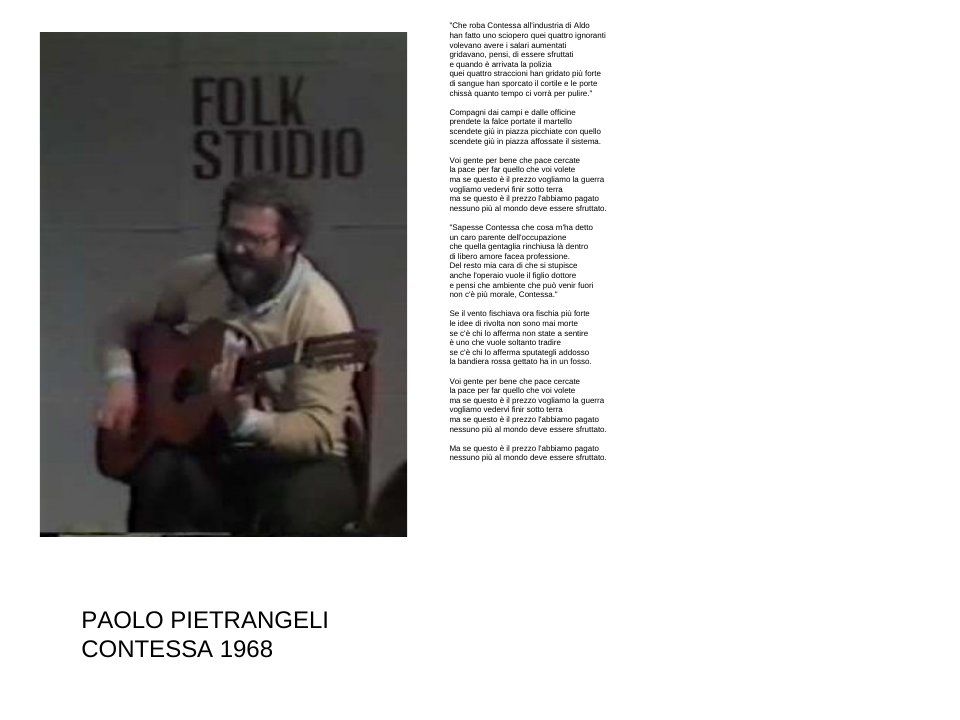 FOLK
STUDIO
"Che roba Contessa all'industria di Aldo
han fatto uno sciopero quei quattro ignoranti
volevano avere i salari aumentati
gridavano, pensi, di essere sfruttati
e quando è arrivata la polizia
quei quattro straccioni han gridato più forte
di sangue han sporcato il cortile e le porte
chissà quanto tempo ci vorrà per pulire."
Compagni dai campi e dalle officine
prendete la falce portate il martello
scendete giù in piazza picchiate con quello
scendete giù in piazza affossate il sistema.
Voi gente per bene che pace cercate
la pace per far quello che voi volete
ma se questo è il prezzo vogliamo la guerra
vogliamo vedervi finir sotto terra
ma se questo è il prezzo l'abbiamo pagato
nessuno più al mondo deve essere sfruttato.
"Sapesse Contessa che cosa m'ha detto
un caro parente dell'occupazione
che quella gentaglia rinchiusa là dentro
di libero amore facea professione.
Del resto mia cara di che si stupisce
anche l'operaio vuole il figlio dottore
e pensi che ambiente che può venir fuori
non c'è più morale, Contessa."
Se il vento fischiava ora fischia più forte
le idee di rivolta non sono mai morte
se c'è chi lo afferma non state a sentire
è uno che vuole soltanto tradire
se c'è chi lo afferma sputategli addosso
la bandiera rossa gettato ha in un fosso.
Voi gente per bene che pace cercate
la pace per far quello che voi volete
ma se questo è il prezzo vogliamo la guerra
vogliamo vedervi finir sotto terra
ma se questo è il prezzo l'abbiamo pagato
nessuno più al mondo deve essere sfruttato.
Ma se questo è il prezzo l'abbiamo pagato
nessuno più al mondo deve essere sfruttato.
PAOLO PIETRANGELI
CONTESSA 1968